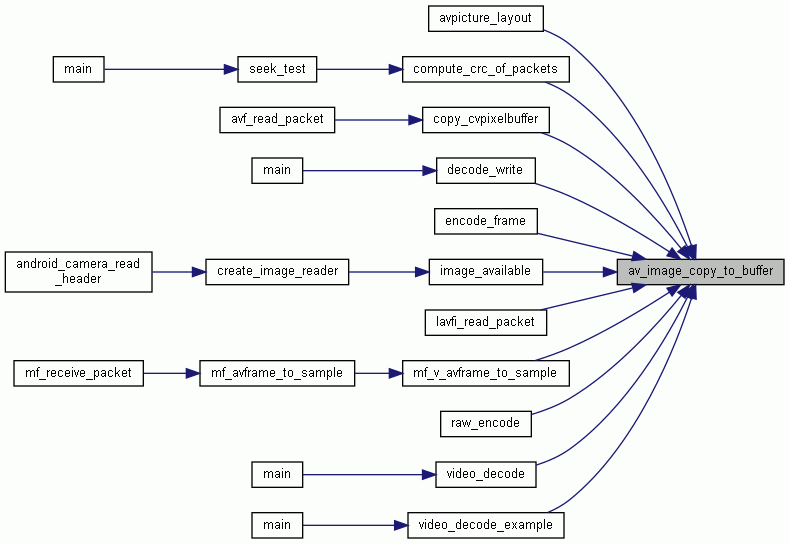 avpicture_layout
main
seek_test
compute_crc_of_packets
avf_read_packet
copy_cvpixelbuffer
main
decode_write
encode_frame
android_camera_read
_header
create_image_reader
image_available
av_image_copy_to_buffer
lavfi_read_packet
mf_receive_packet
mf_avframe_to_sample
mf_v_avframe_to_sample
raw_encode
main
video_decode
main
video_decode_example